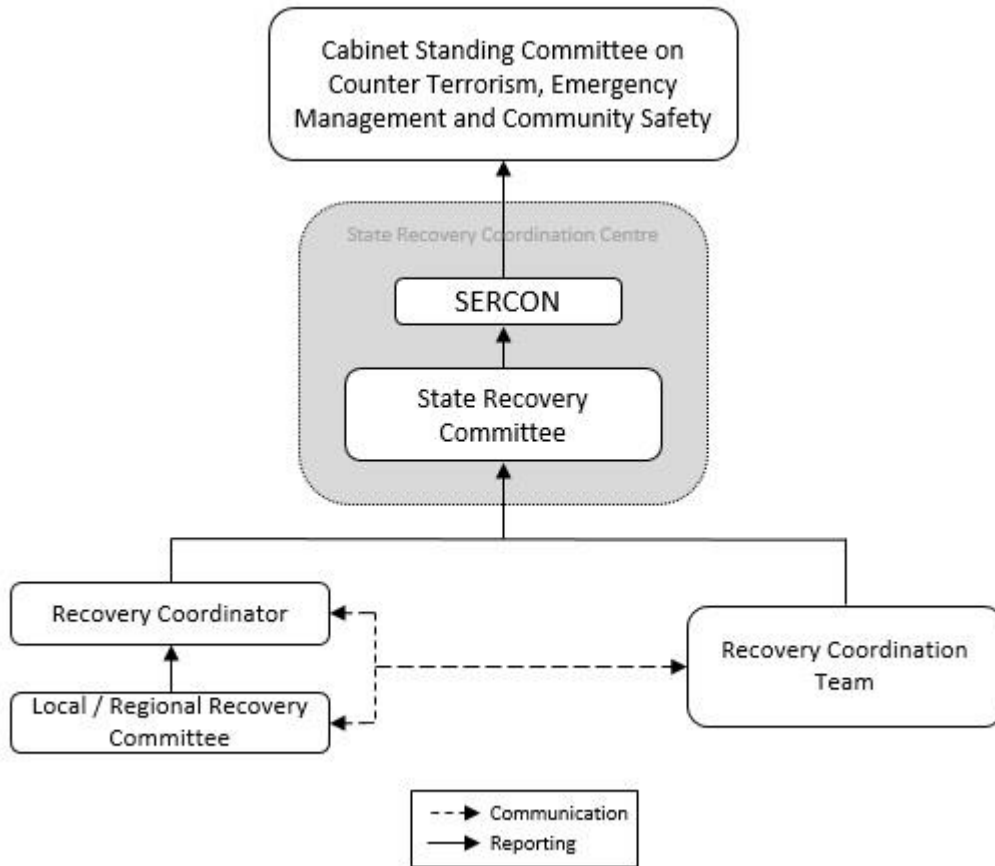 Cabinet Standing Committee on
Counter Terrorism, Emergency
Management and Community Safety
State Recovery Coordination Centre
SERCON
State Recovery
Committee
Recovery Coordinator
Recovery Coordination
Team
Local / Regional Recovery
Committee
Communication
Reporting